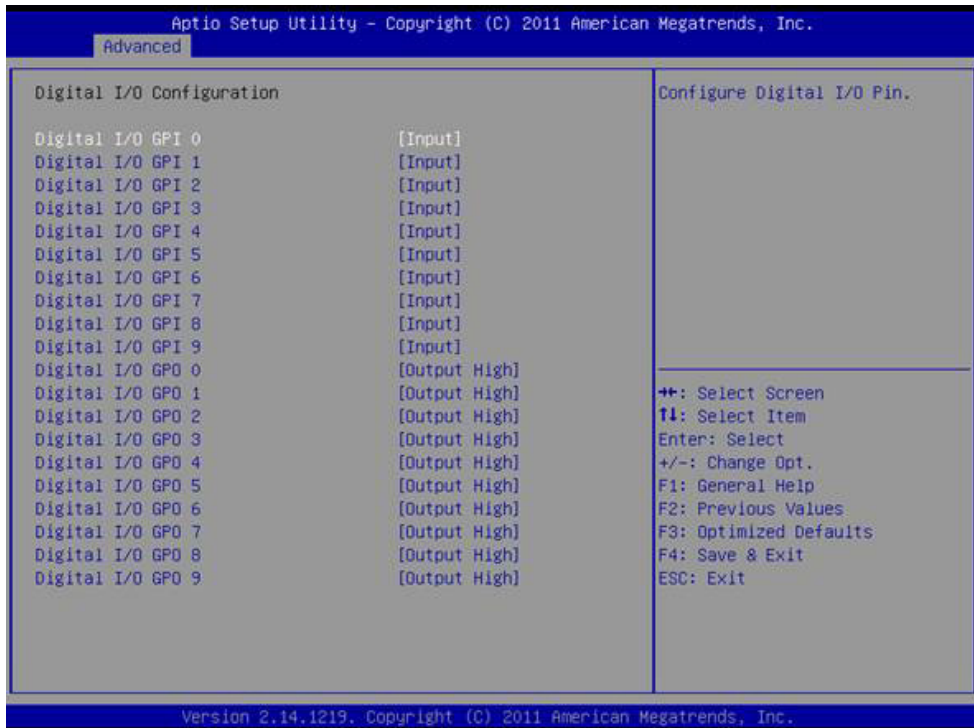 Aptio Setup Utility – Copyright (C) 2011 American Megatrends, Inc.
Advanced
Digital I/O Configuration
Digital I/O GPI 0 [Input]
Digital I/O GPI 1 [Input]
Digital I/O GPI 2 [Input]
Digital I/O GPI 3 [Input]
Digital I/O GPI 4 [Input]
Digital I/O GPI 5 [Input]
Digital I/O GPI 6 [Input]
Digital I/O GPI 7 [Input]
Digital I/O GPI 8 [Input]
Digital I/O GPI 9 [Input]
Digital I/O GPO 0 [Output High]
Digital I/O GPO 1 [Output High]
Digital I/O GPO 2 [Output High]
Digital I/O GPO 3 [Output High]
Digital I/O GPO 4 [Output High]
Digital I/O GPO 5 [Output High]
Digital I/O GPO 6 [Output High]
Digital I/O GPO 7 [Output High]
Digital I/O GPO 8 [Output High]
Digital I/O GPO 9 [Output High]
Configure Digital I/O Pin.
→←: Select Screen
↑↓: Select Item
Enter: Select
+/-: Change Opt.
F1: General Help
F2: Previous Values
F3: Optimized Defaults
F4: Save & Exit
ESC: Exit
Version 2.14.1219. Copyright (C) 2011 American Megatrends, Inc.